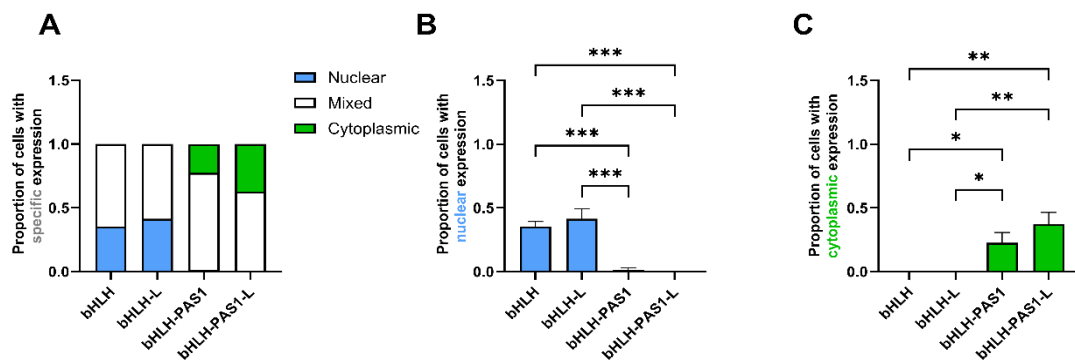 A
Proportion of cells with
specific expression
1.5
1.0
0.5
0.0
bHLH
bHLH-L
bHLH-PAS1
bHLH-PAS1-L
Nuclear
Mixed
Cytoplasmic
B
Proportion of cells with
nuclear expression
1.5
1.0
0.5
0.0
***
***
***
***
bHLH
bHLH-L
bHLH-PAS1
bHLH-PAS1-L
C
Proportion of cells with
cytoplasmic expression
1.5
1.0
0.5
0.0
**
**
*
*
bHLH
bHLH-L
bHLH-PAS1
bHLH-PAS1-L